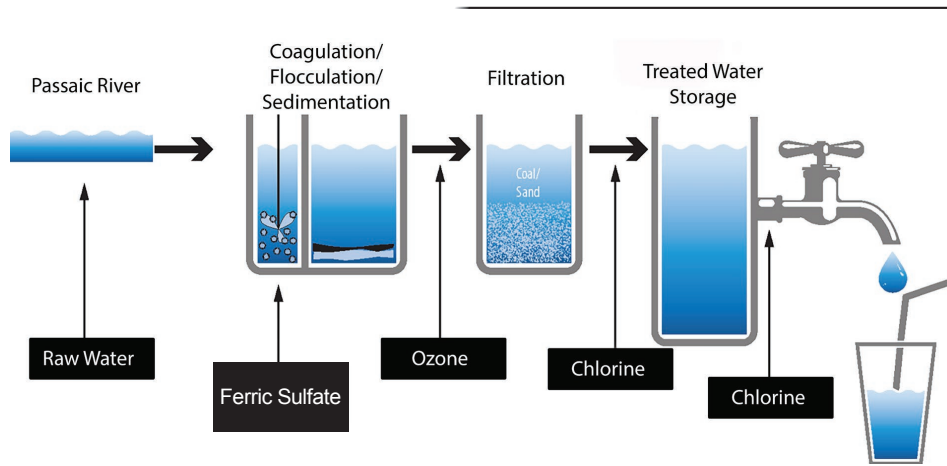 Passaic River
Coagulation/
Flocculation/
Sedimentation
Filtration
Treated Water
Storage
Coal/
Sand
Raw Water
Ferric Sulfate
Ozone
Chlorine
Chlorine